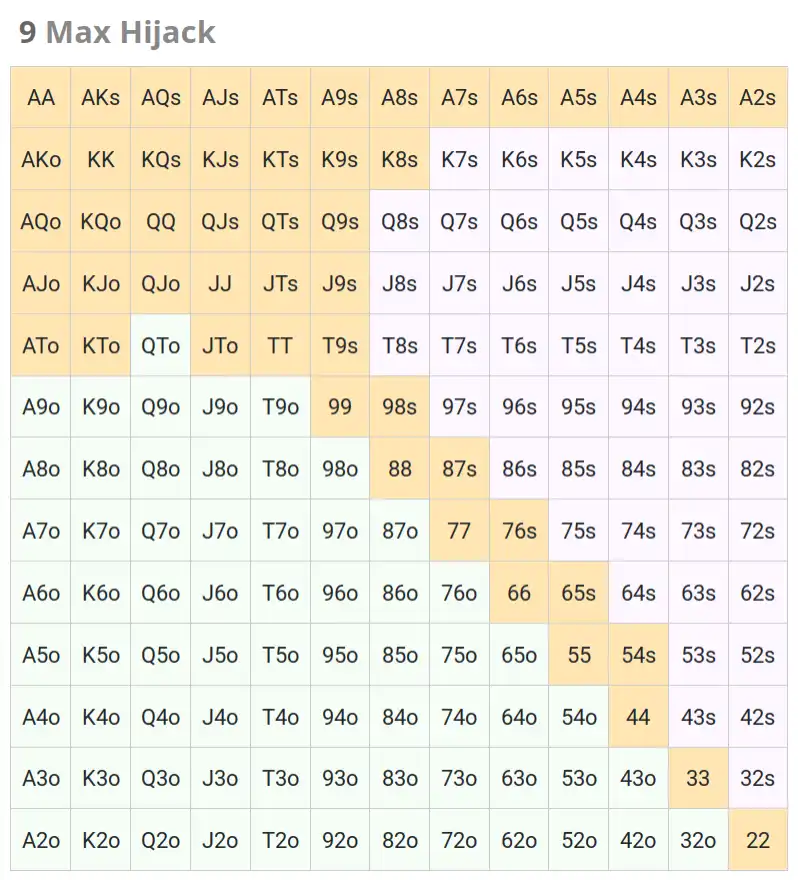 9 Max Hijack
AA AKs AQs AJs ATs A9s A8s A7s A6s A5s A4s A3s A2s
AKo KK KQs KJs KTs K9s K8s K7s K6s K5s K4s K3s K2s
AQo KQo QQ QJs QTs Q9s Q8s Q7s Q6s Q5s Q4s Q3s Q2s
AJo KJo QJo JJ JTs J9s J8s J7s J6s J5s J4s J3s J2s
ATo KTo QTo JTo TT T9s T8s T7s T6s T5s T4s T3s T2s
A9o K9o Q9o J9o T9o 99 98s 97s 96s 95s 94s 93s 92s
A8o K8o Q8o J8o T8o 98o 88 87s 86s 85s 84s 83s 82s
A7o K7o Q7o J7o T7o 97o 87o 77 76s 75s 74s 73s 72s
A6o K6o Q6o J6o T6o 96o 86o 76o 66 65s 64s 63s 62s
A5o K5o Q5o J5o T5o 95o 85o 75o 65o 55 54s 53s 52s
A4o K4o Q4o J4o T4o 94o 84o 74o 64o 54o 44 43s 42s
A3o K3o Q3o J3o T3o 93o 83o 73o 63o 53o 43o 33 32s
A2o K2o Q2o J2o T2o 92o 82o 72o 62o 52o 42o 32o 22